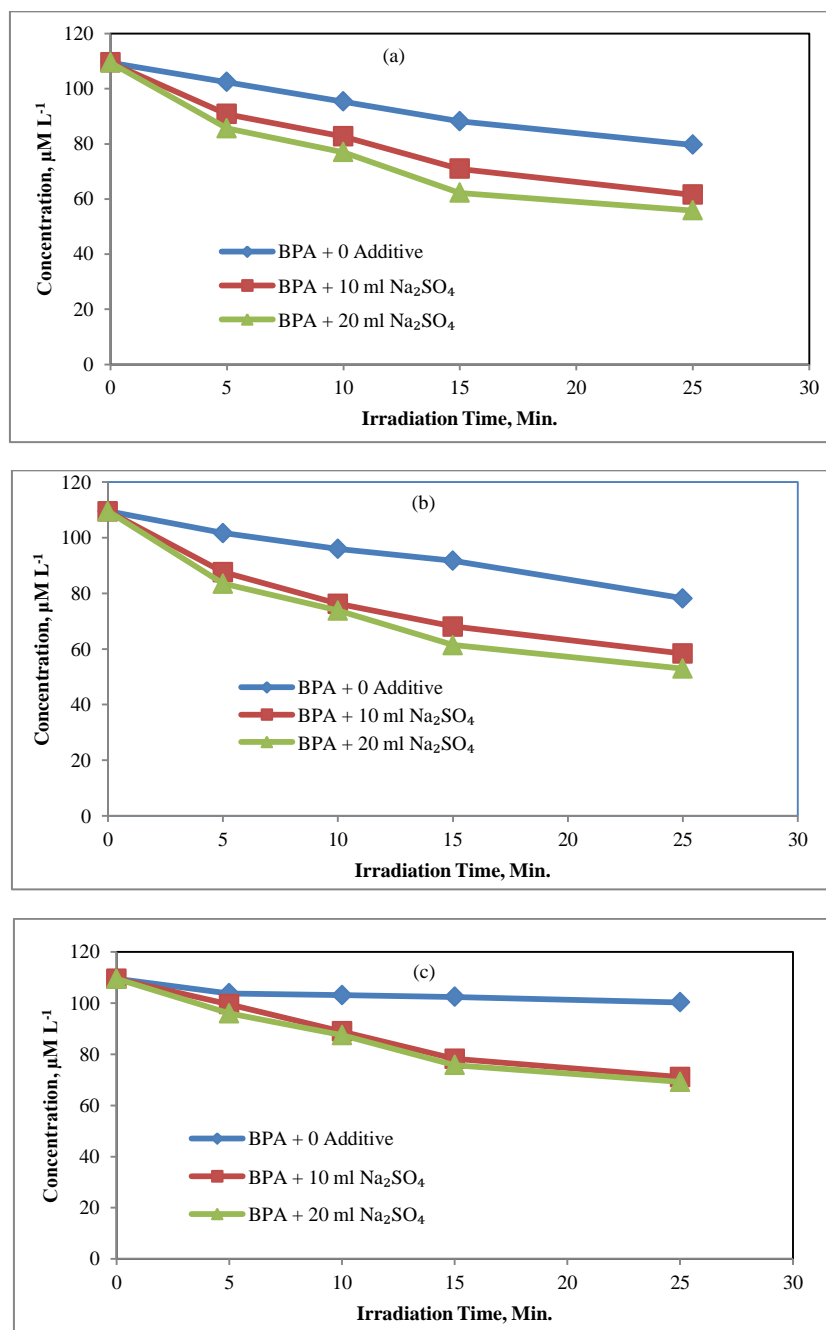 (a)
120
100
80
60
40
20
0
Concentration, µM L⁻¹
BPA + 0 Additive
BPA + 10 ml Na₂SO₄
BPA + 20 ml Na₂SO₄
0 5 10 15 20 25 30
Irradiation Time, Min.
(b)
120
100
80
60
40
20
0
Concentration, µM L⁻¹
BPA + 0 Additive
BPA + 10 ml Na₂SO₄
BPA + 20 ml Na₂SO₄
0 5 10 15 20 25 30
Irradiation Time, Min.
(c)
120
100
80
60
40
20
0
Concentration, µM L⁻¹
BPA + 0 Additive
BPA + 10 ml Na₂SO₄
BPA + 20 ml Na₂SO₄
0 5 10 15 20 25 30
Irradiation Time, Min.